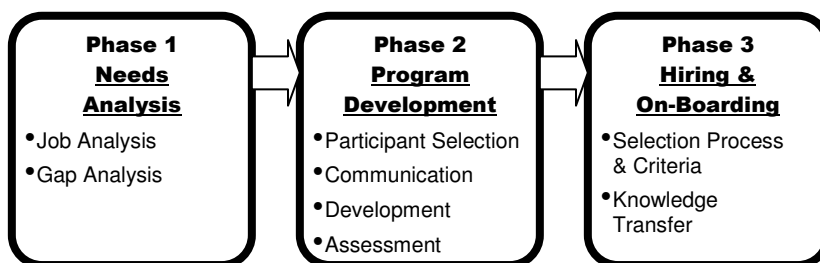 Phase 1
Needs
Analysis
•Job Analysis
•Gap Analysis
Phase 2
Program
Development
•Participant Selection
•Communication
•Development
•Assessment
Phase 3
Hiring &
On-Boarding
•Selection Process
& Criteria
•Knowledge
Transfer